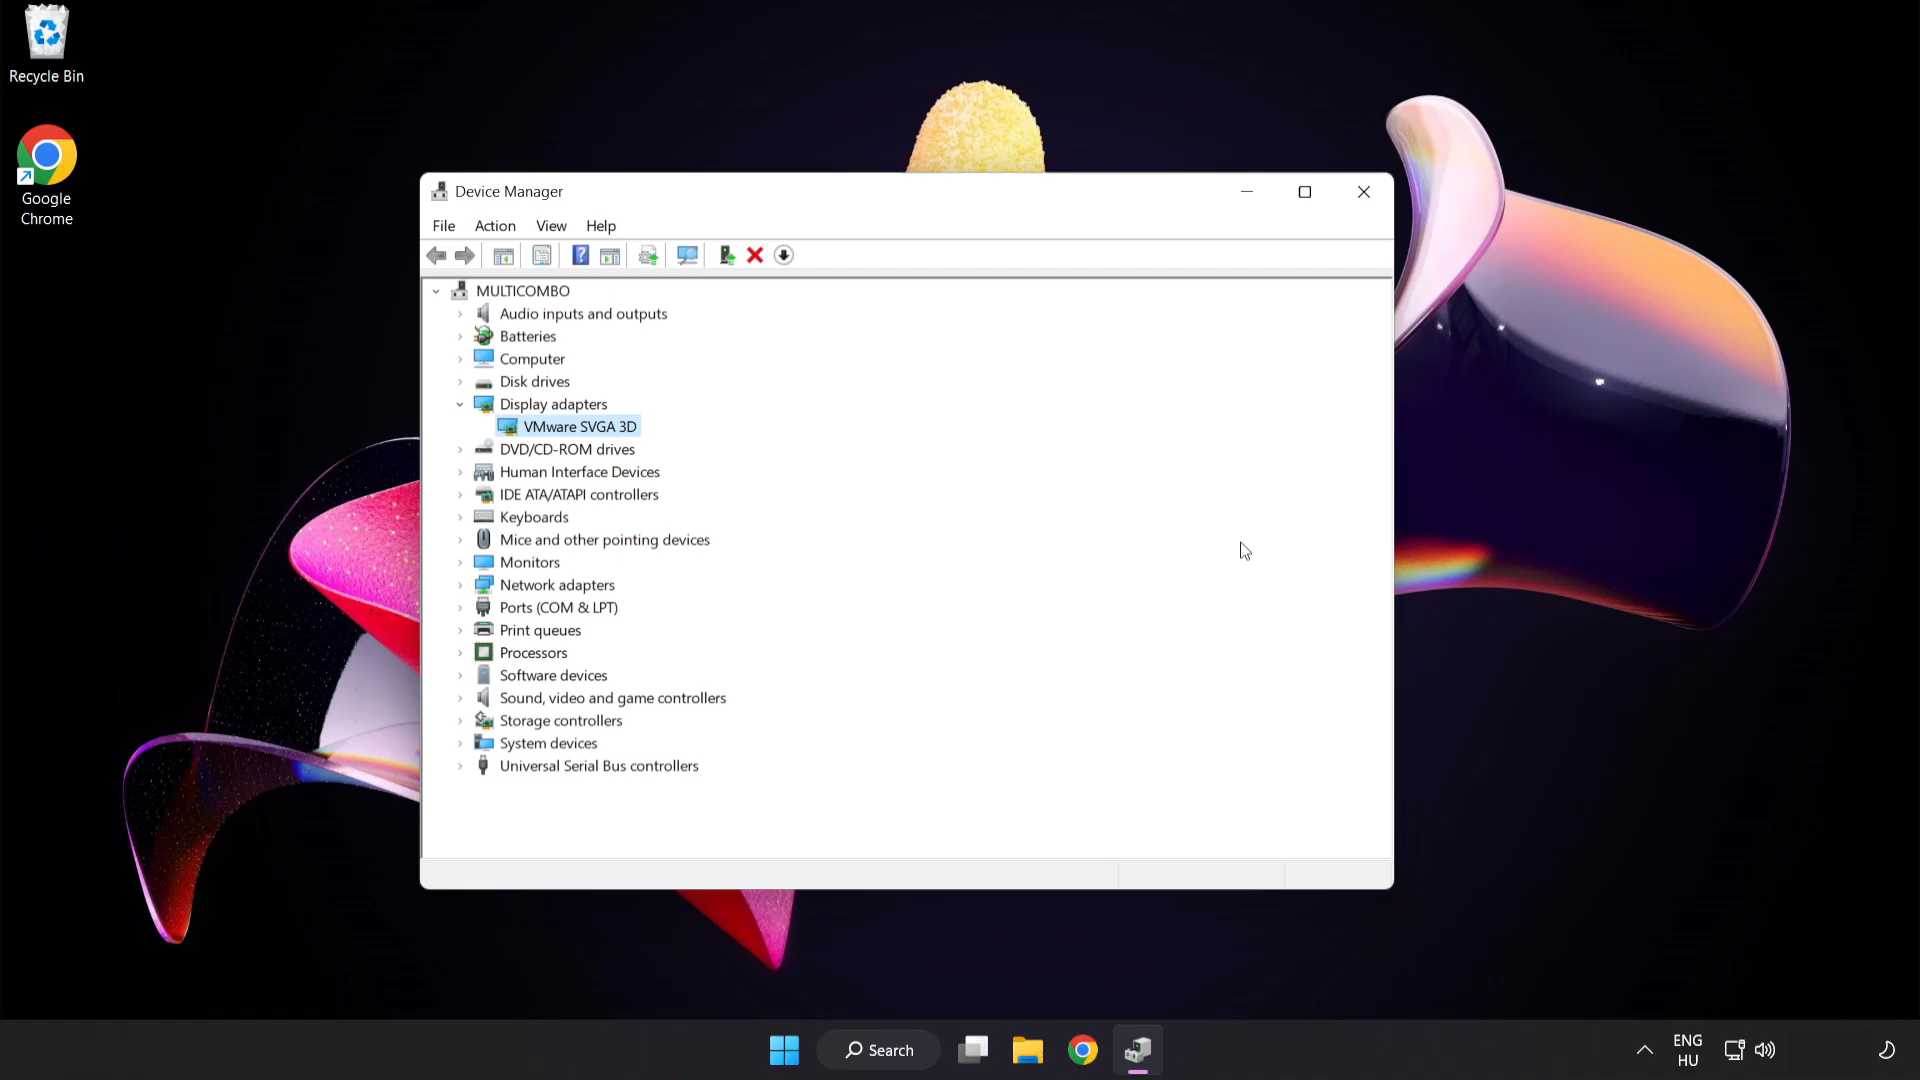 Recycle Bin
Google
Chrome
Device Manager
File Action View Help
MULTICOMBO
Audio inputs and outputs
Batteries
Computer
Disk drives
Display adapters
VMware SVGA 3D
DVD/CD-ROM drives
Human Interface Devices
IDE ATA/ATAPI controllers
Keyboards
Mice and other pointing devices
Monitors
Network adapters
Ports (COM & LPT)
Print queues
Processors
Software devices
Sound, video and game controllers
Storage controllers
System devices
Universal Serial Bus controllers
Search
ENG
HU